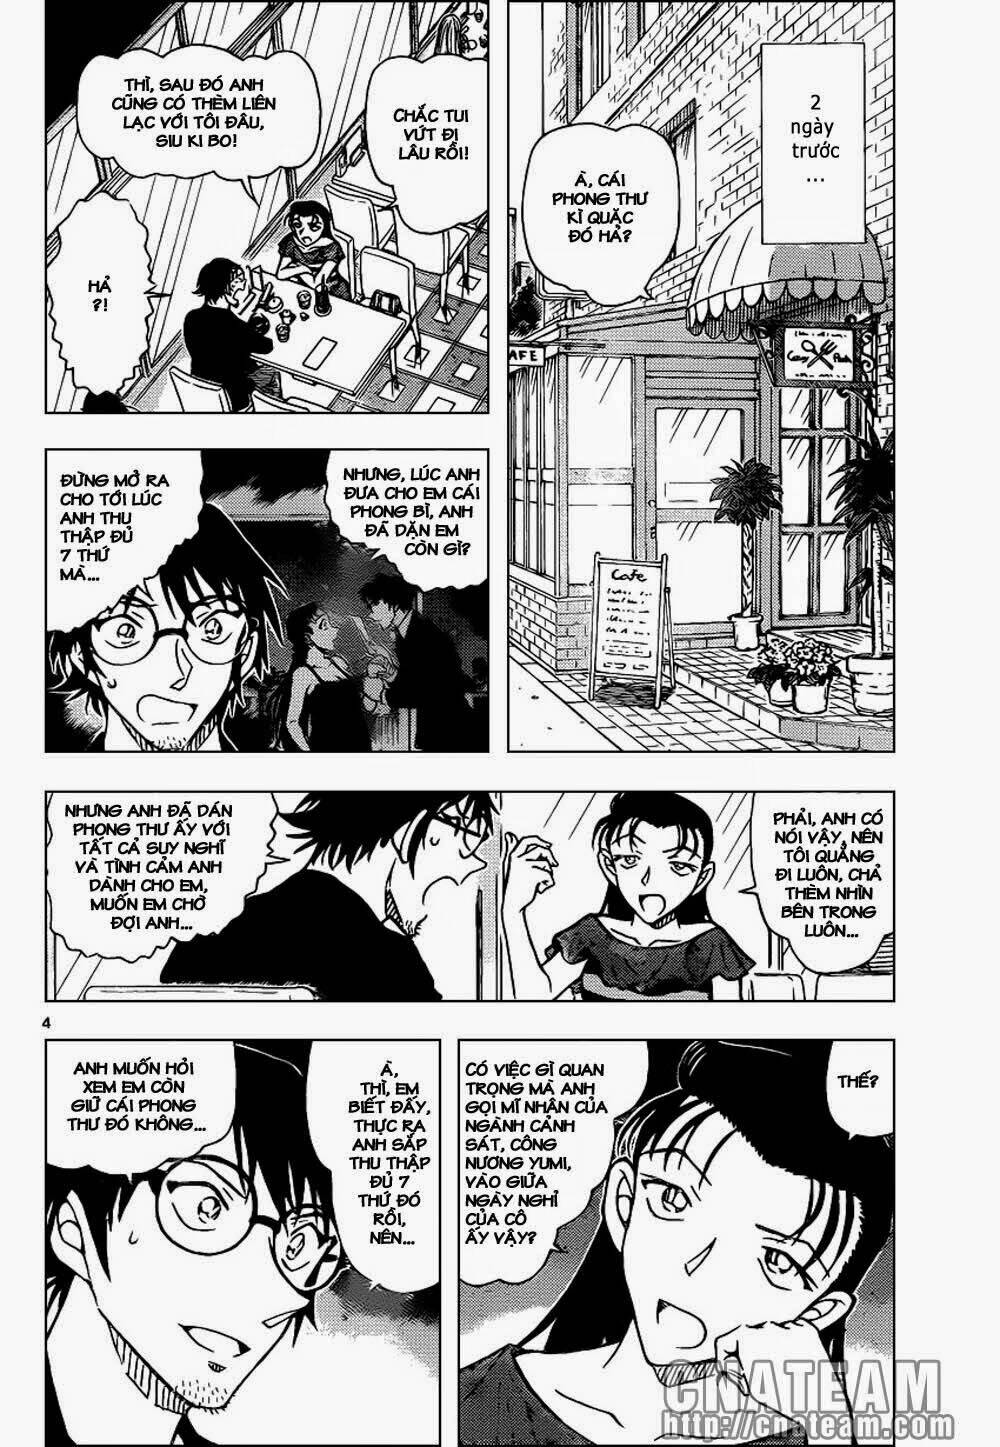 2
ngày
trước
...
À, CÁI
PHONG THƯ
KÌ QUẶC
ĐÓ HẢ?
CAFE
Cafe
CHẮC TUI
VỨT ĐI
LÂU RỒI!
THÌ, SAU ĐÓ ANH
CŨNG CÓ THÈM LIÊN
LẠC VỚI TÔI ĐÂU,
SIU KI BO!
HẢ
?!
NHƯNG, LÚC ANH
ĐƯA CHO EM CÁI
PHONG BÌ, ANH
ĐÃ DẶN EM
CÒN GÌ?
ĐỪNG MỞ RA
CHO TỚI LÚC
ANH THU
THẬP ĐỦ
7 THỨ
MÀ...
PHẢI, ANH CÓ
NÓI VẬY, NÊN
TÔI QUẲNG
ĐI LUÔN, CHẢ
THÈM NHÌN
BÊN TRONG
LUÔN...
NHƯNG ANH ĐÃ DÁN
PHONG THƯ ẤY VỚI
TẤT CẢ SUY NGHĨ
VÀ TÌNH CẢM ANH
DÀNH CHO EM,
MUỐN EM CHỜ
ĐỢI ANH...
4
THẾ?
CÓ VIỆC GÌ QUAN
TRỌNG MÀ ANH
GỌI MĨ NHÂN CỦA
NGÀNH CẢNH
SÁT, CÔNG
NƯƠNG YUMI,
VÀO GIỮA
NGÀY NGHỈ
CỦA CÔ
ẤY VẬY?
À,
THÌ, EM
BIẾT ĐẤY,
THỰC RA
ANH SẮP
THU THẬP
ĐỦ 7
THỨ ĐÓ
RỒI,
NÊN...
ANH MUỐN HỎI
XEM EM CÒN
GIỮ CÁI PHONG
THƯ ĐÓ KHÔNG...
CNATEAM
http://cnateam.com/